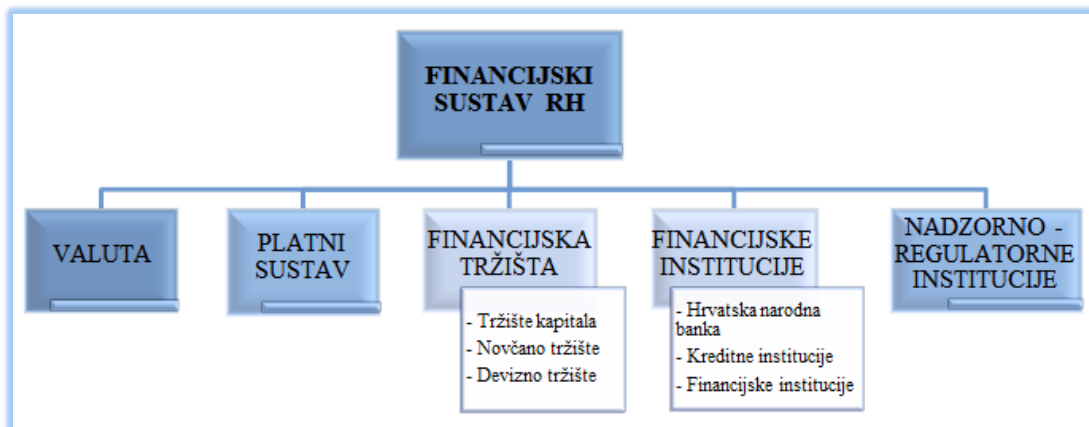 FINANCIJSKI
SUSTAV RH
VALUTA
PLATNI
SUSTAV
FINANCIJSKA
TRŽIŠTA
- Tržište kapitala
- Novčano tržište
- Devizno tržište
FINANCIJSKE
INSTITUCIJE
- Hrvatska narodna
banka
- Kreditne institucije
- Financijske institucije
NADZORNO -
REGULATORNE
INSTITUCIJE